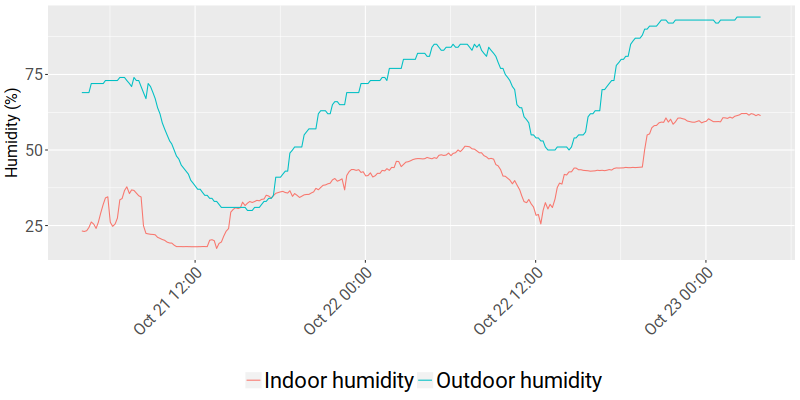 Humidity (%)
75
50
25
Oct 21 12:00
Oct 22 00:00
Oct 22 12:00
Oct 23 00:00
Indoor humidity
Outdoor humidity